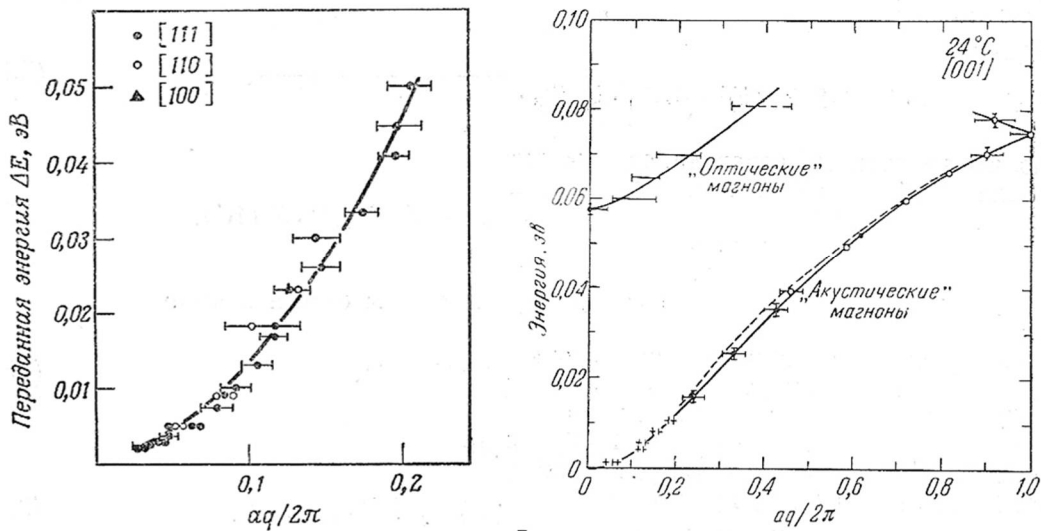 [111]
[110]
[100]
0,05
0,04
0,03
0,02
0,01
Переданная энергия ΔE, эВ
0,1
0,2
aq/2π
0,10
0,08
0,06
0,04
0,02
0
Энергия, эв
24°C
[001]
„Оптические”
магноны
„Акустические”
магноны
0
0,2
0,4
0,6
0,8
1,0
aq/2π